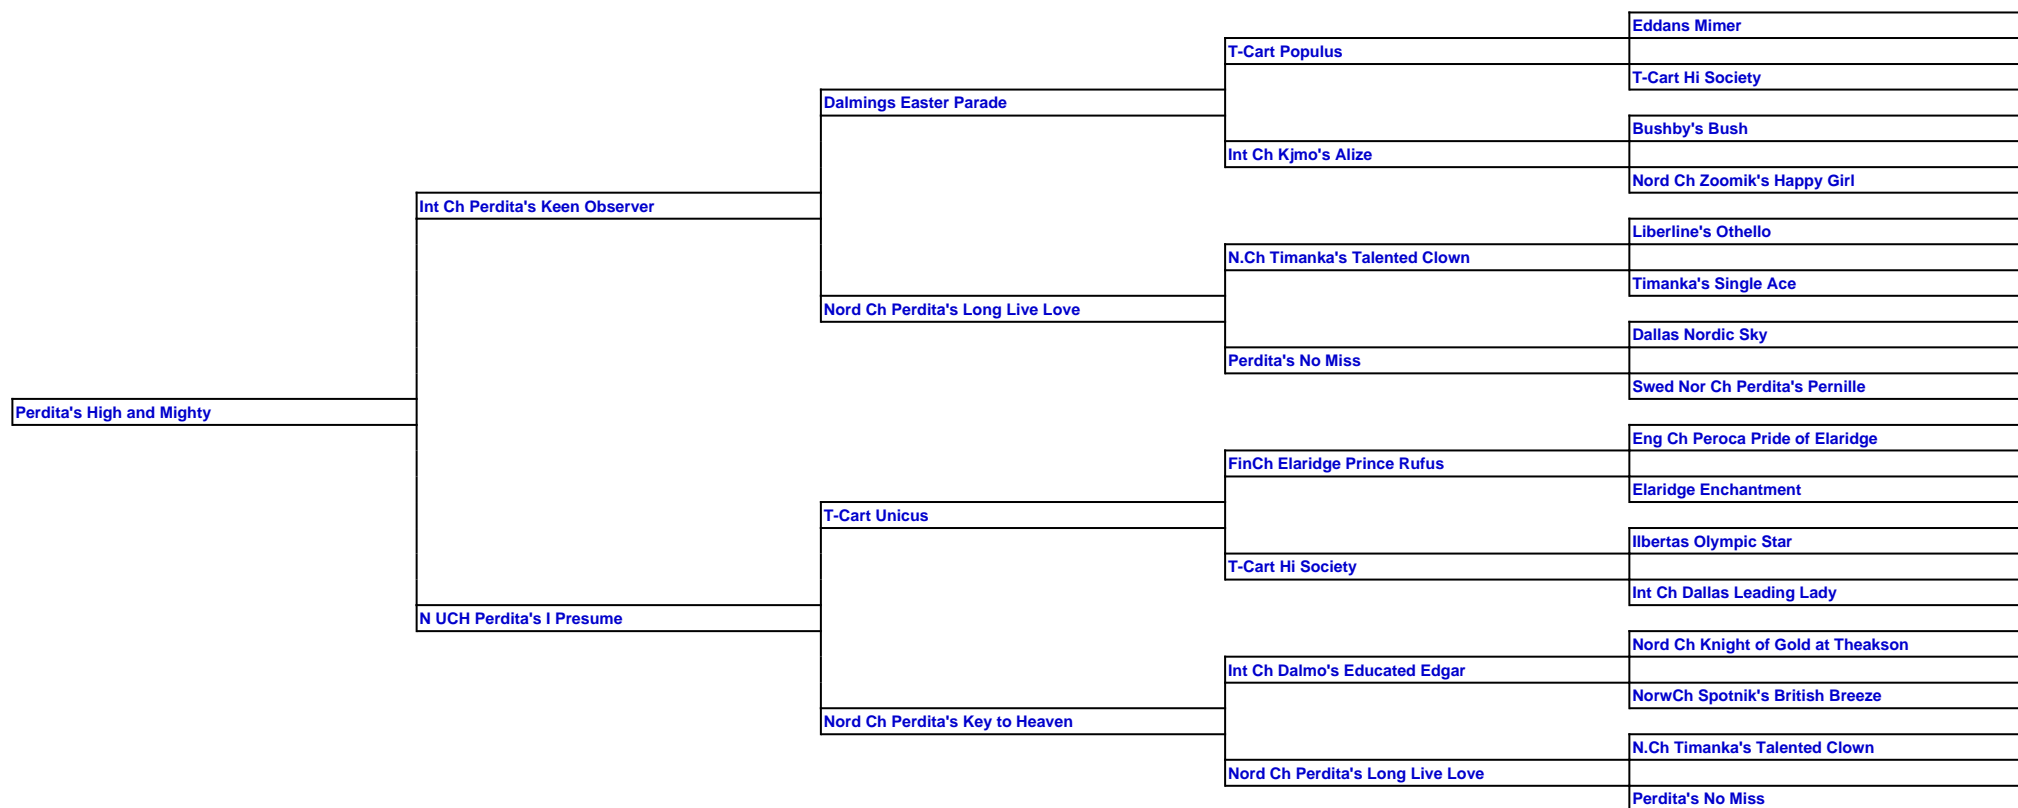 Eddans Mimer
T-Cart Populus
T-Cart Hi Society
Dalmings Easter Parade
Bushby's Bush
Int Ch Kjmo's Alize
Nord Ch Zoomik's Happy Girl
Int Ch Perdita's Keen Observer
Liberline's Othello
N.Ch Timanka's Talented Clown
Timanka's Single Ace
Nord Ch Perdita's Long Live Love
Dallas Nordic Sky
Perdita's No Miss
Swed Nor Ch Perdita's Pernille
Perdita's High and Mighty
Eng Ch Peroca Pride of Elaridge
FinCh Elaridge Prince Rufus
Elaridge Enchantment
T-Cart Unicus
Ilbertas Olympic Star
T-Cart Hi Society
Int Ch Dallas Leading Lady
N UCH Perdita's I Presume
Nord Ch Knight of Gold at Theakson
Int Ch Dalmo's Educated Edgar
NorwCh Spotnik's British Breeze
Nord Ch Perdita's Key to Heaven
N.Ch Timanka's Talented Clown
Nord Ch Perdita's Long Live Love
Perdita's No Miss